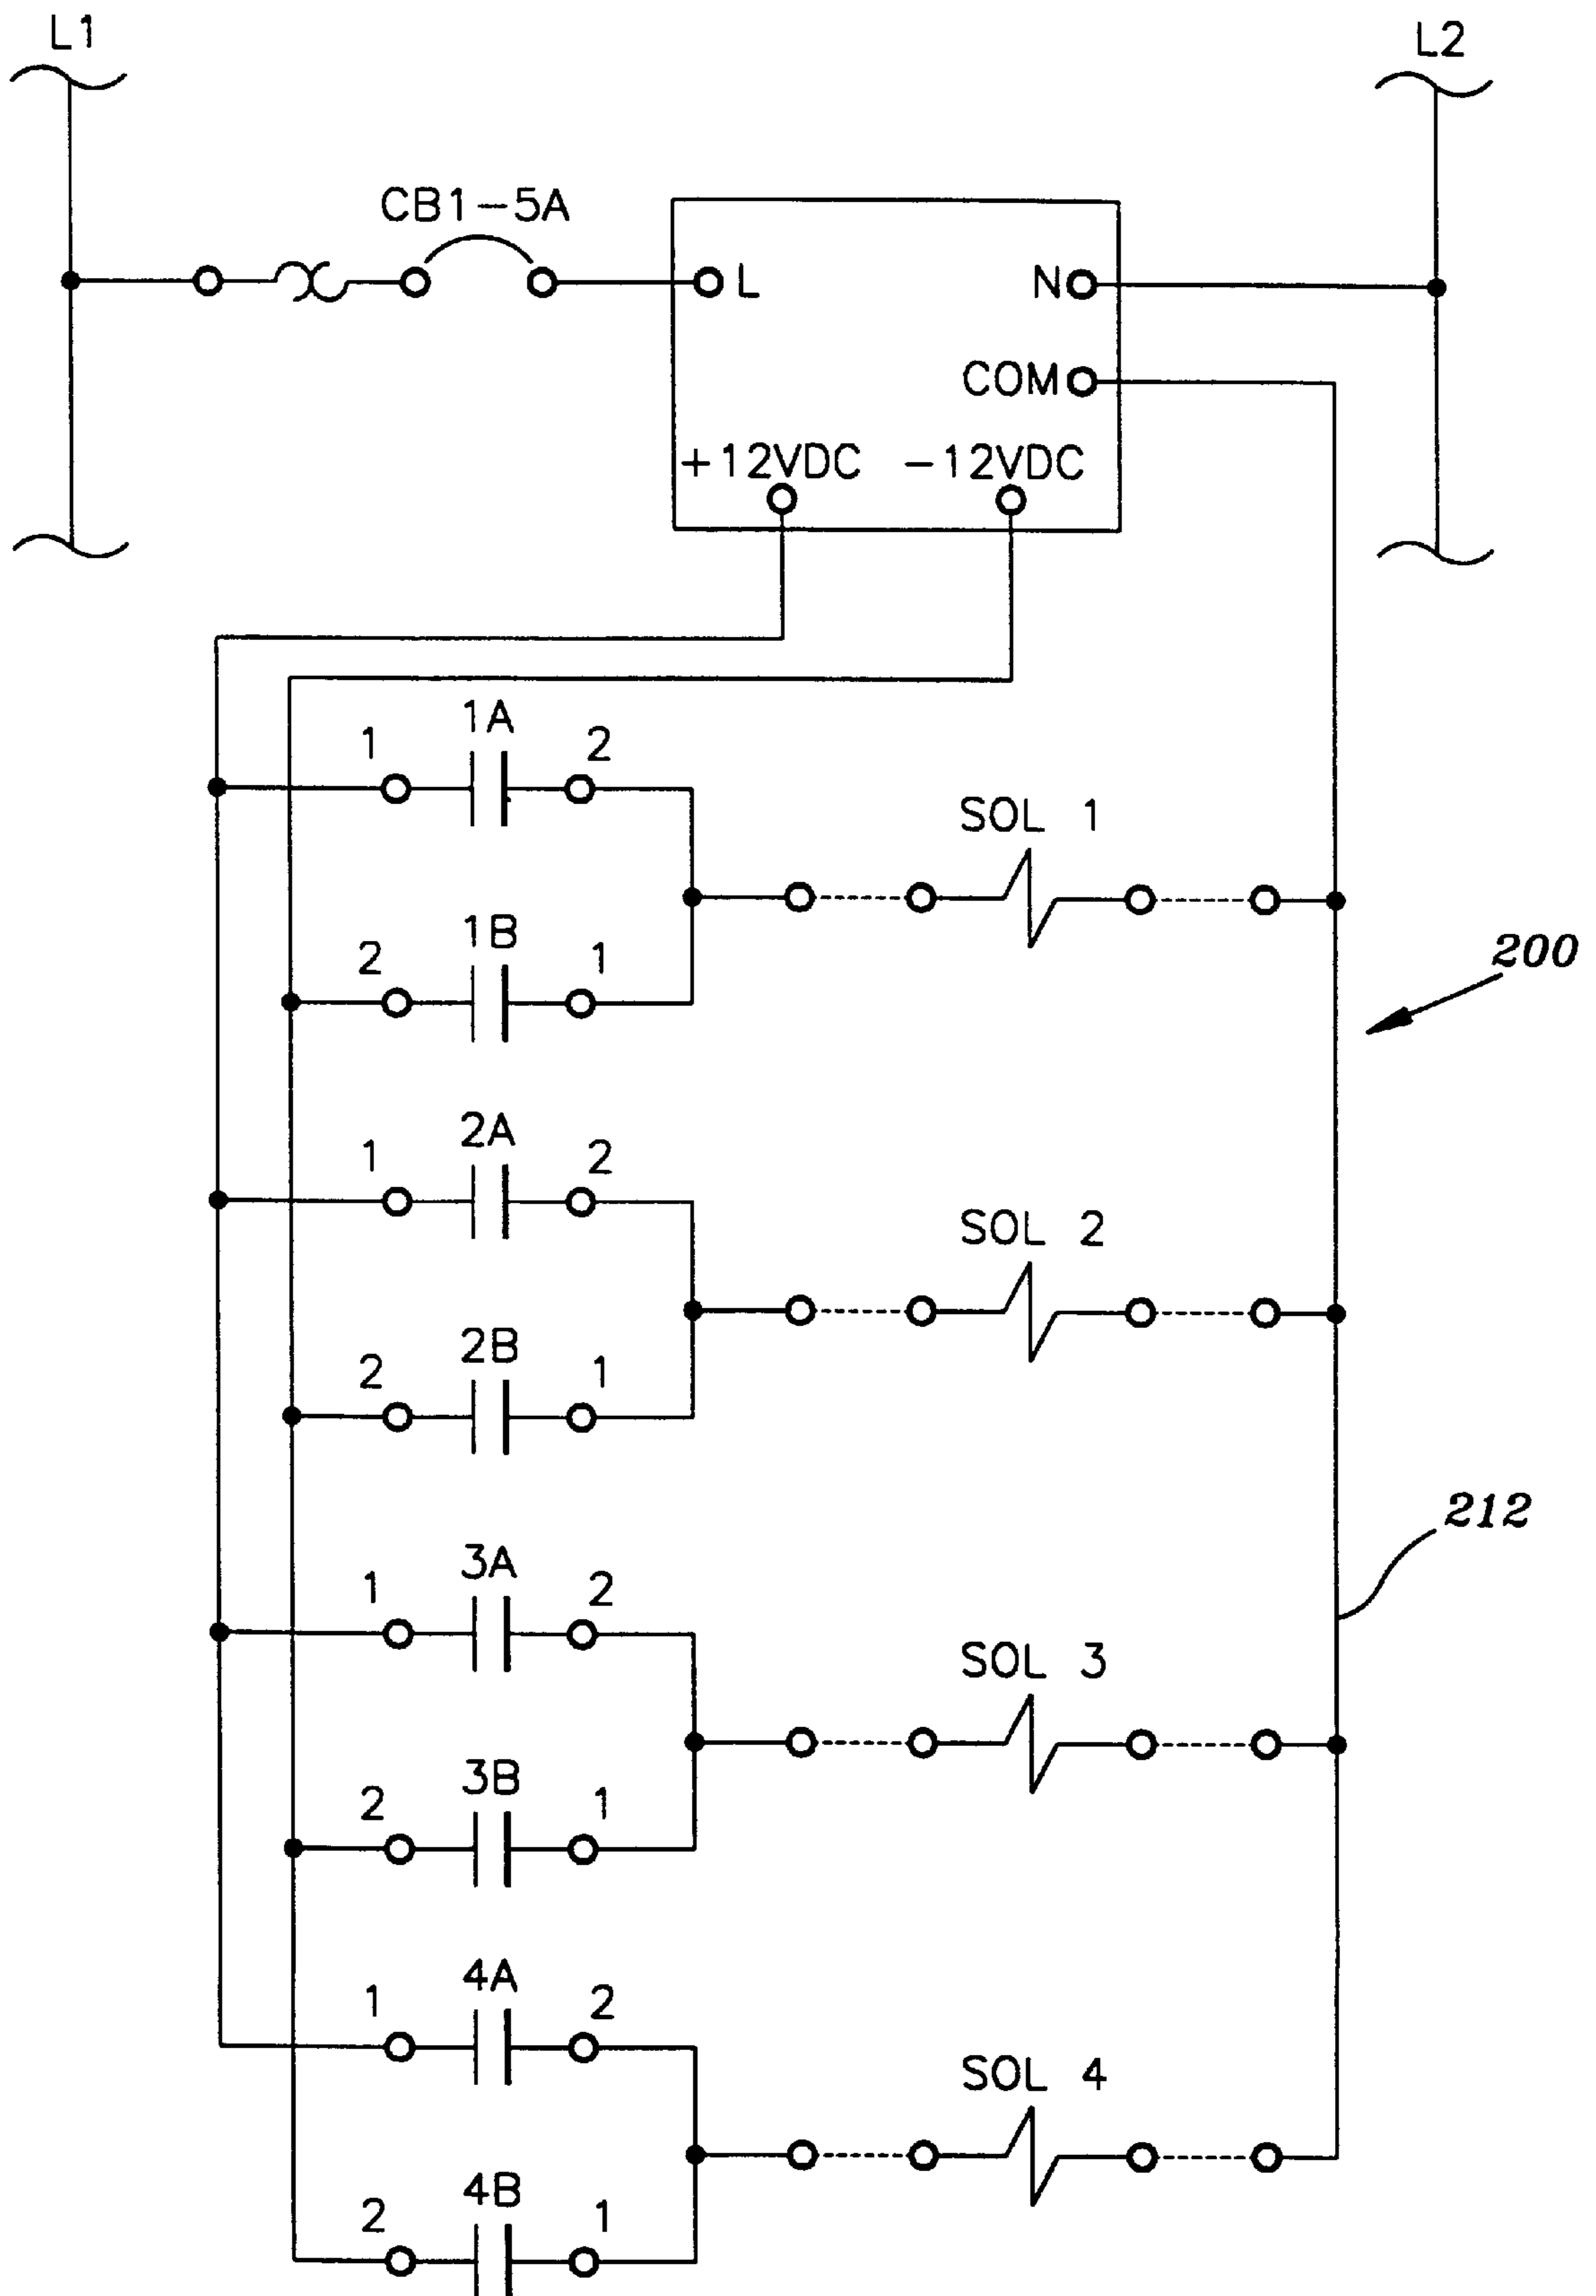 L1
L2
CB1-5A
L
N
COM
+12VDC -12VDC
1 1A 2
SOL 1
2 1B 1
200
1 2A 2
SOL 2
2 2B 1
212
1 3A 2
SOL 3
2 3B 1
1 4A 2
SOL 4
2 4B 1